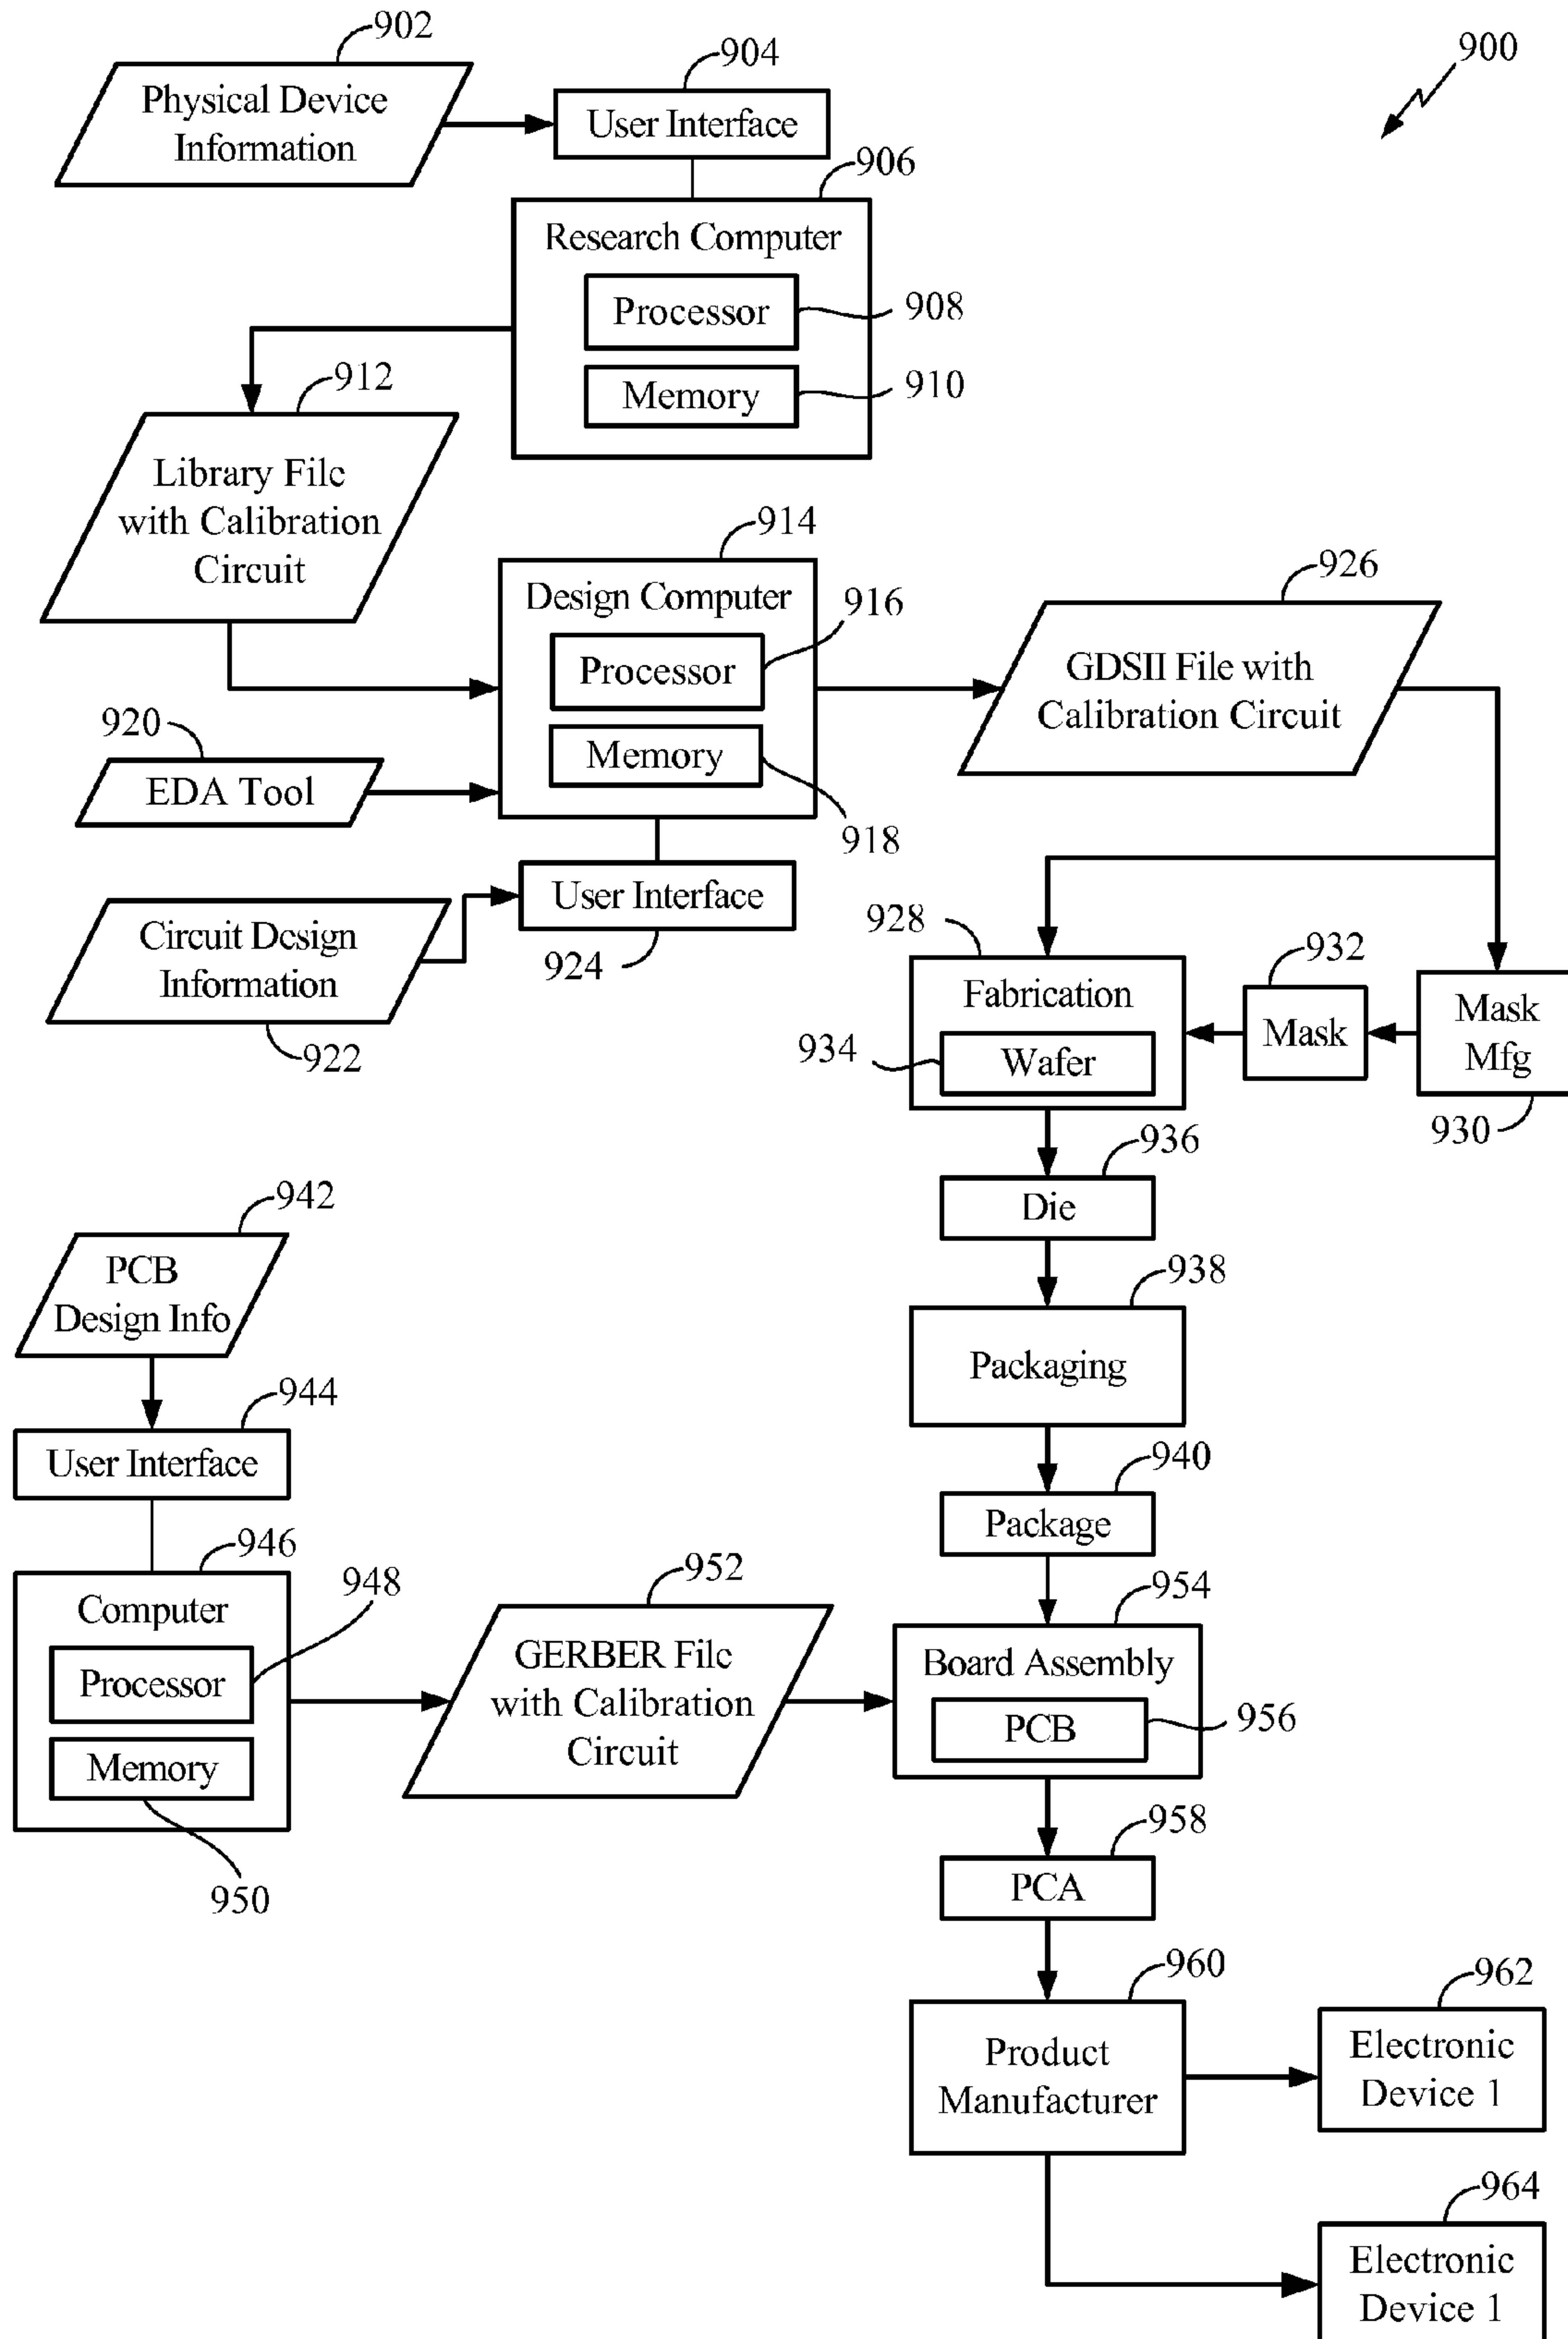 902
Physical Device
Information
904
User Interface
900
906
Research Computer
Processor
908
Memory
910
912
Library File
with Calibration
Circuit
914
Design Computer
916
Processor
Memory
918
920
EDA Tool
926
GDSII File with
Calibration Circuit
User Interface
924
Circuit Design
Information
922
928
Fabrication
934
Wafer
932
Mask
Mask
Mfg
930
936
Die
938
Packaging
940
Package
942
PCB
Design Info
944
User Interface
946
948
Computer
Processor
Memory
950
952
GERBER File
with Calibration
Circuit
954
Board Assembly
PCB
956
958
PCA
960
Product
Manufacturer
962
Electronic
Device 1
964
Electronic
Device 1